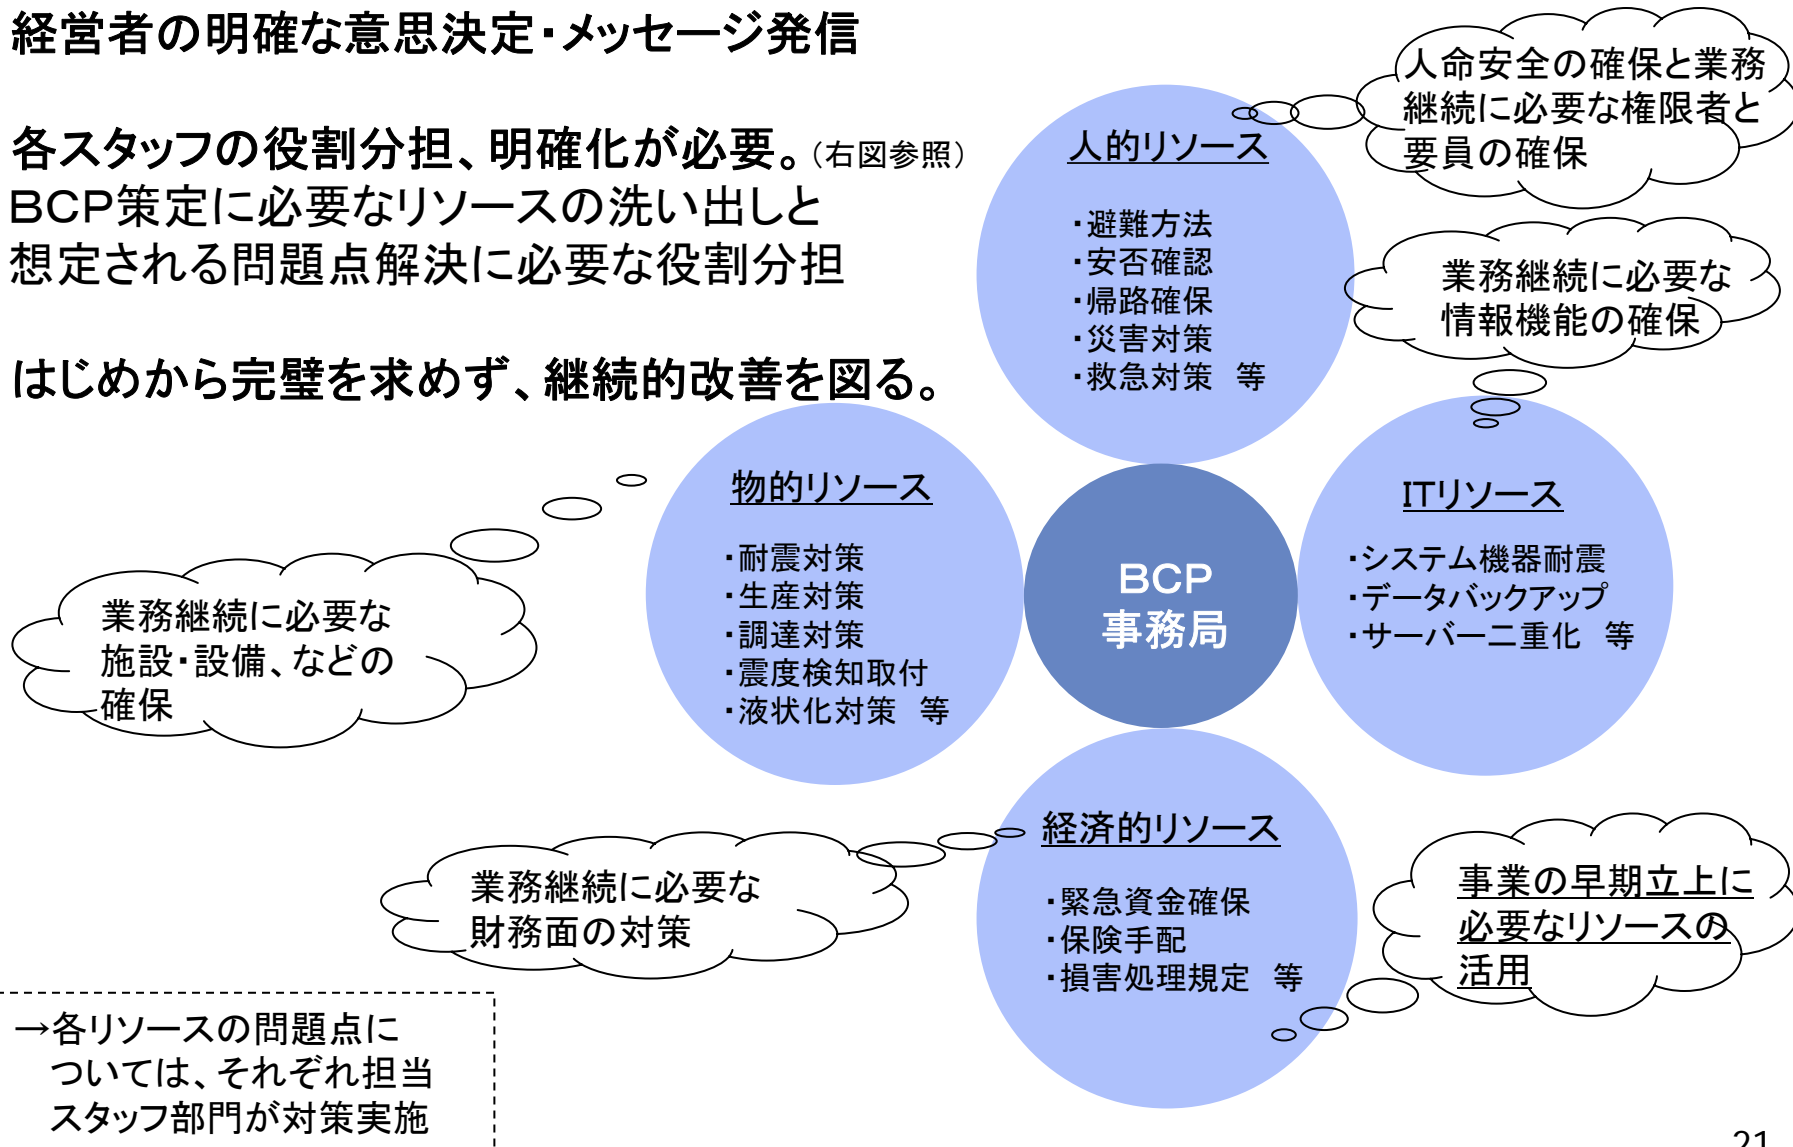 経営者の明確な意思決定・メッセージ発信
各スタッフの役割分担、明確化が必要。（右図参照）
ＢＣＰ策定に必要なリソースの洗い出しと
想定される問題点解決に必要な役割分担
はじめから完璧を求めず、継続的改善を図る。
人命安全の確保と業務
継続に必要な権限者と
要員の確保
人的リソース
・避難方法
・安否確認
・帰路確保
・災害対策
・救急対策　等
業務継続に必要な
情報機能の確保
物的リソース
・耐震対策
・生産対策
・調達対策
・震度検知取付
・液状化対策　等
ＢＣＰ
事務局
ITリソース
・システム機器耐震
・データバックアップ
・サーバー二重化　等
業務継続に必要な
施設・設備、などの
確保
経済的リソース
・緊急資金確保
・保険手配
・損害処理規定　等
業務継続に必要な
財務面の対策
事業の早期立上に
必要なリソースの
活用
→各リソースの問題点に
ついては、それぞれ担当
スタッフ部門が対策実施
21